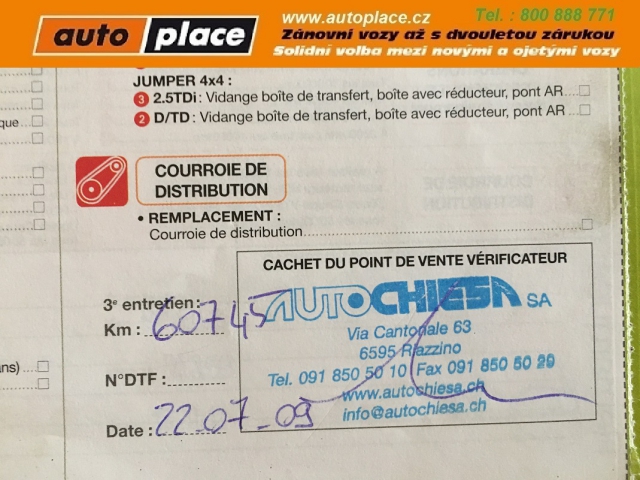 auto place
www.autoplace.cz
Tel. : 800 888 771
Zánovní vozy až s dvouletou zárukou
Solidní volba mezi novými a ojetými vozy
JUMPER 4x4 :
3 2.5TDi : Vidange boîte de transfert, boîte avec réducteur, pont AR
2 D/TD : Vidange boîte de transfert, boîte avec réducteur, pont AR
que
COURROIE DE
DISTRIBUTION
• REMPLACEMENT :
Courroie de distribution
CACHET DU POINT DE VENTE VÉRIFICATEUR
AUTOCHIESA SA
Via Cantonale 63
6595 Riazzino
Tel. 091 850 50 10 Fax 091 850 50 29
www.autochiesa.ch
info@autochiesa.ch
3e entretien :
Km : 60745
ans)
N°DTF :
Date : 22.07.09